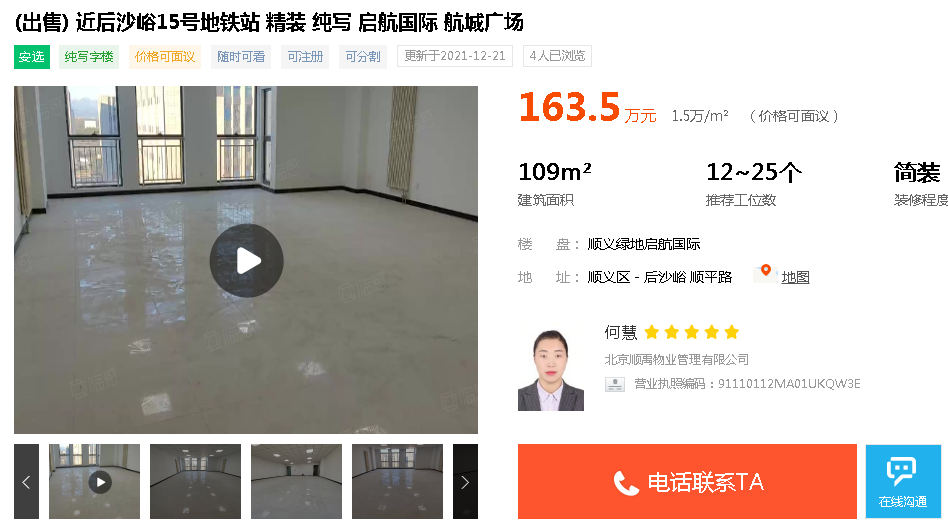 (出售) 近后沙峪15号地铁站 精装 纯写 启航国际 航城广场
安选 纯写字楼 价格可面议 随时可看 可注册 可分割 更新于2021-12-21 4人已浏览
163.5万元 1.5万/m² （价格可面议）
109m² 12~25个 简装
建筑面积 推荐工位数 装修程度
楼 盘： 顺义绿地启航国际
地 址： 顺义区 - 后沙峪 顺平路 地图
何慧
北京顺禹物业管理有限公司
营业执照编码：91110112MA01UKQW3E
电话联系TA
在线沟通